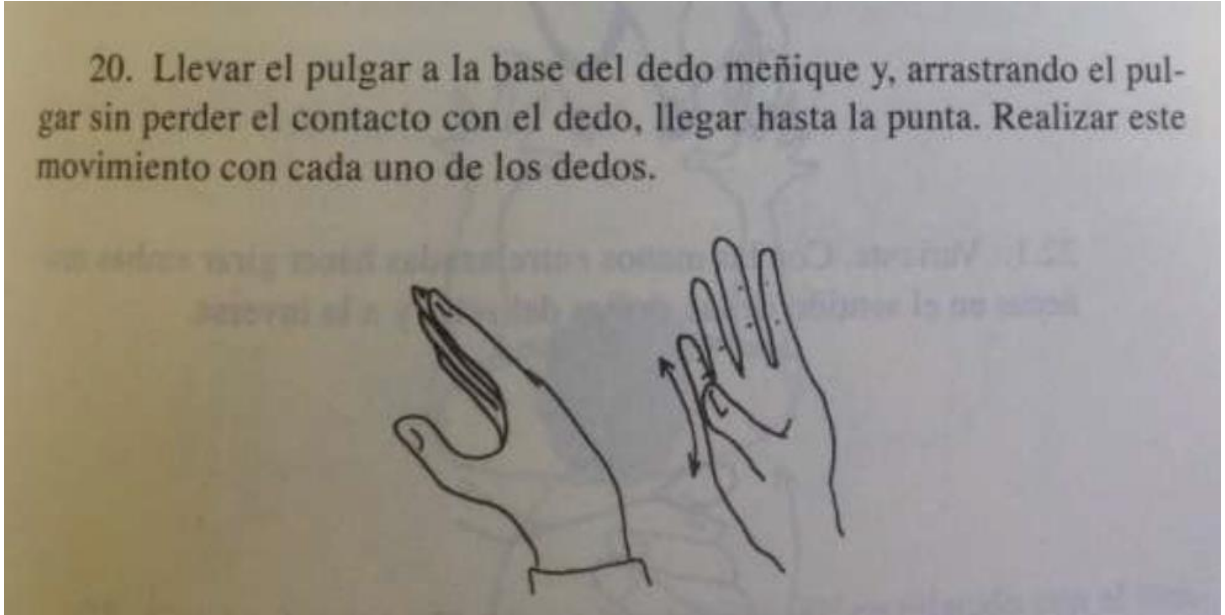 20. Llevar el pulgar a la base del dedo meñique y, arrastrando el pul-
gar sin perder el contacto con el dedo, llegar hasta la punta. Realizar este
movimiento con cada uno de los dedos.